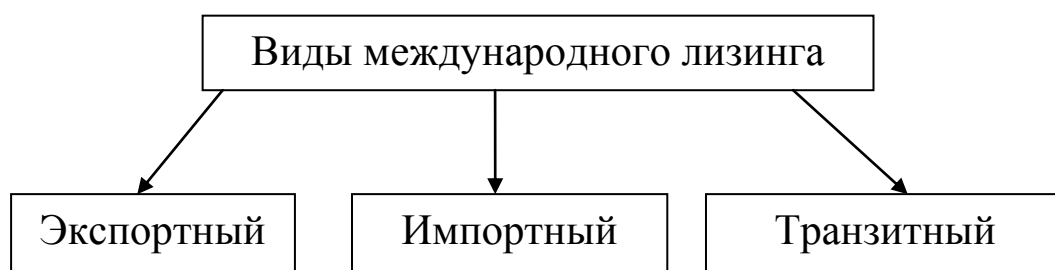 Виды международного лизинга
Экспортный
Импортный
Транзитный